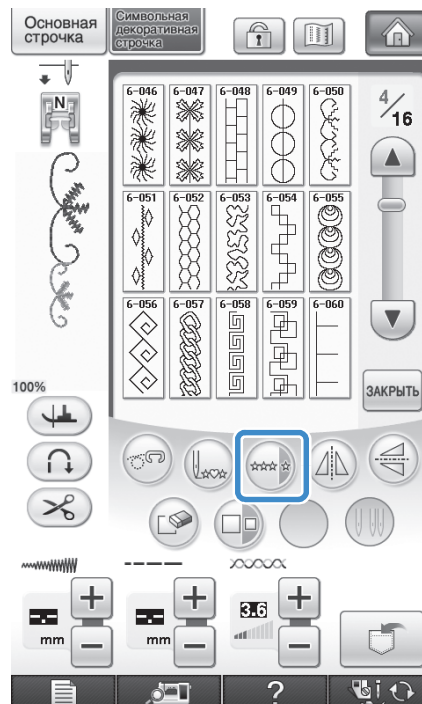 Основная
строчка
Символьная
декоративная
строчка
N
6-046 6-047 6-048 6-049 6-050
4/16
6-051 6-052 6-053 6-054 6-055
6-056 6-057 6-058 6-059 6-060
100%
ЗАКРЫТЬ
3.6
mm
mm
?